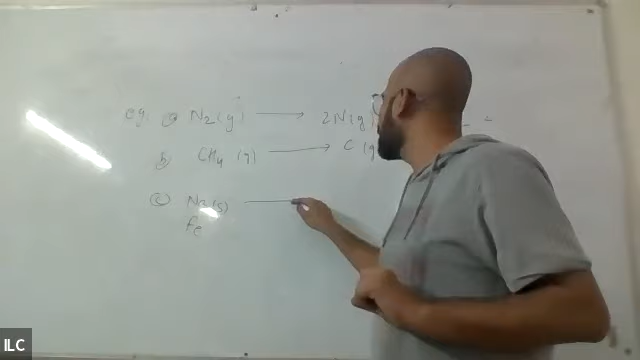 eg. (a) N2(g) → 2N(g)
(b) CH4 (g) → C (g
(c) Na(s) —
Fe
ILC